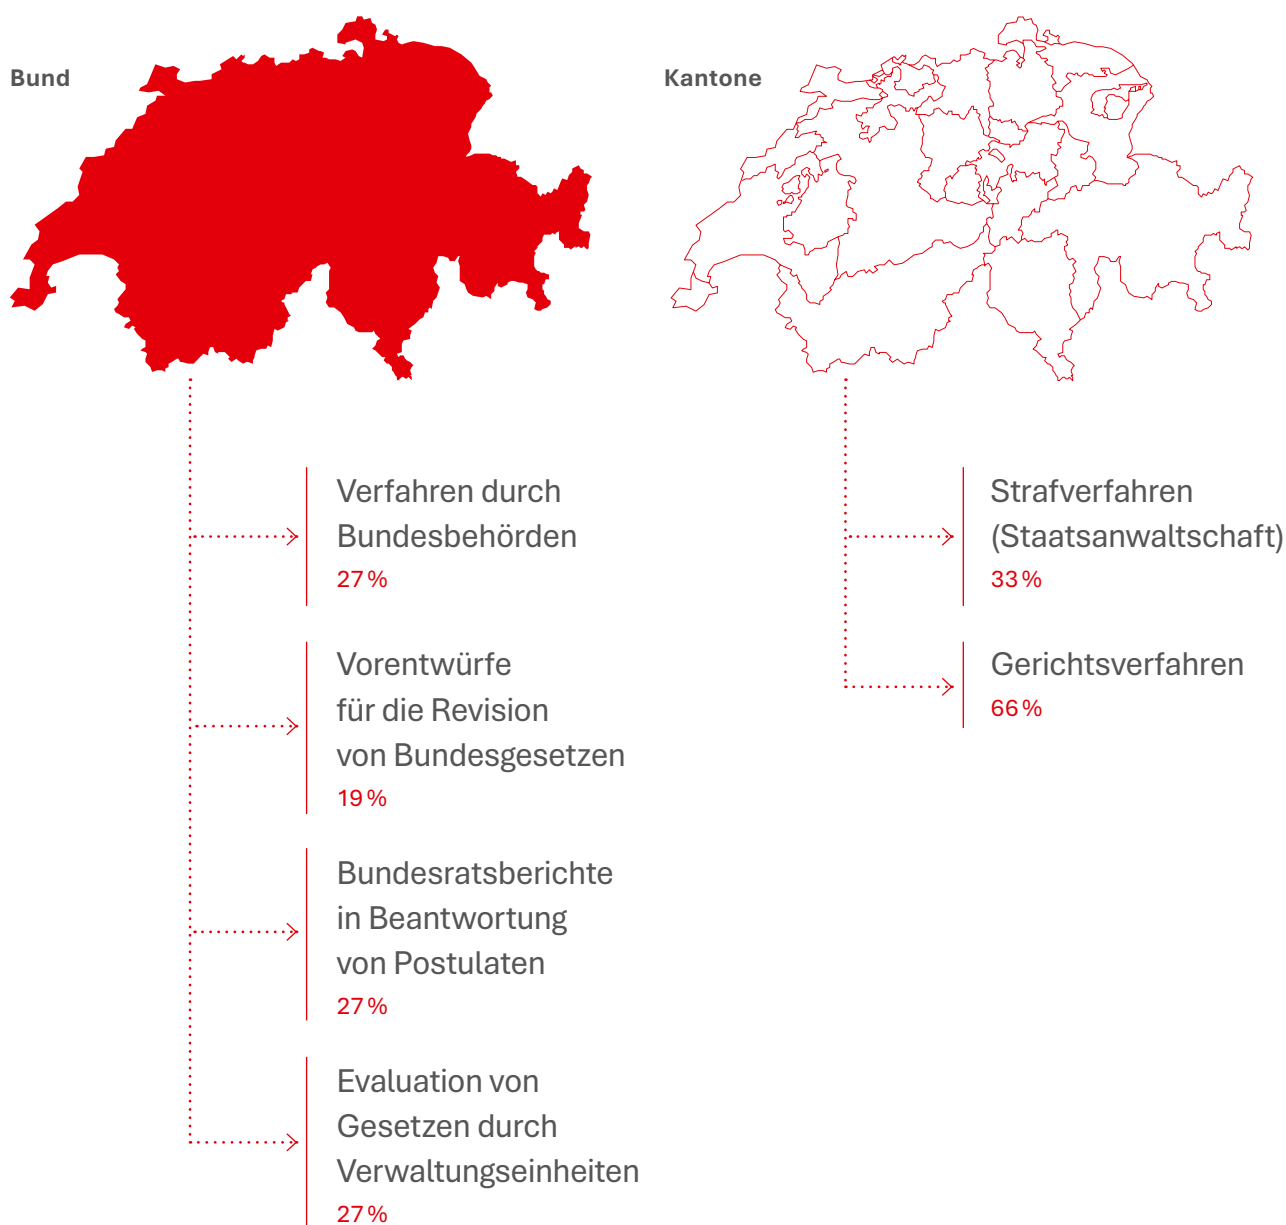 Bund
Verfahren durch
Bundesbehörden
27 %
Vorentwürfe
für die Revision
von Bundesgesetzen
19 %
Bundesratsberichte
in Beantwortung
von Postulaten
27 %
Evaluation von
Gesetzen durch
Verwaltungseinheiten
27 %
Kantone
Strafverfahren
(Staatsanwaltschaft)
33 %
Gerichtsverfahren
66 %